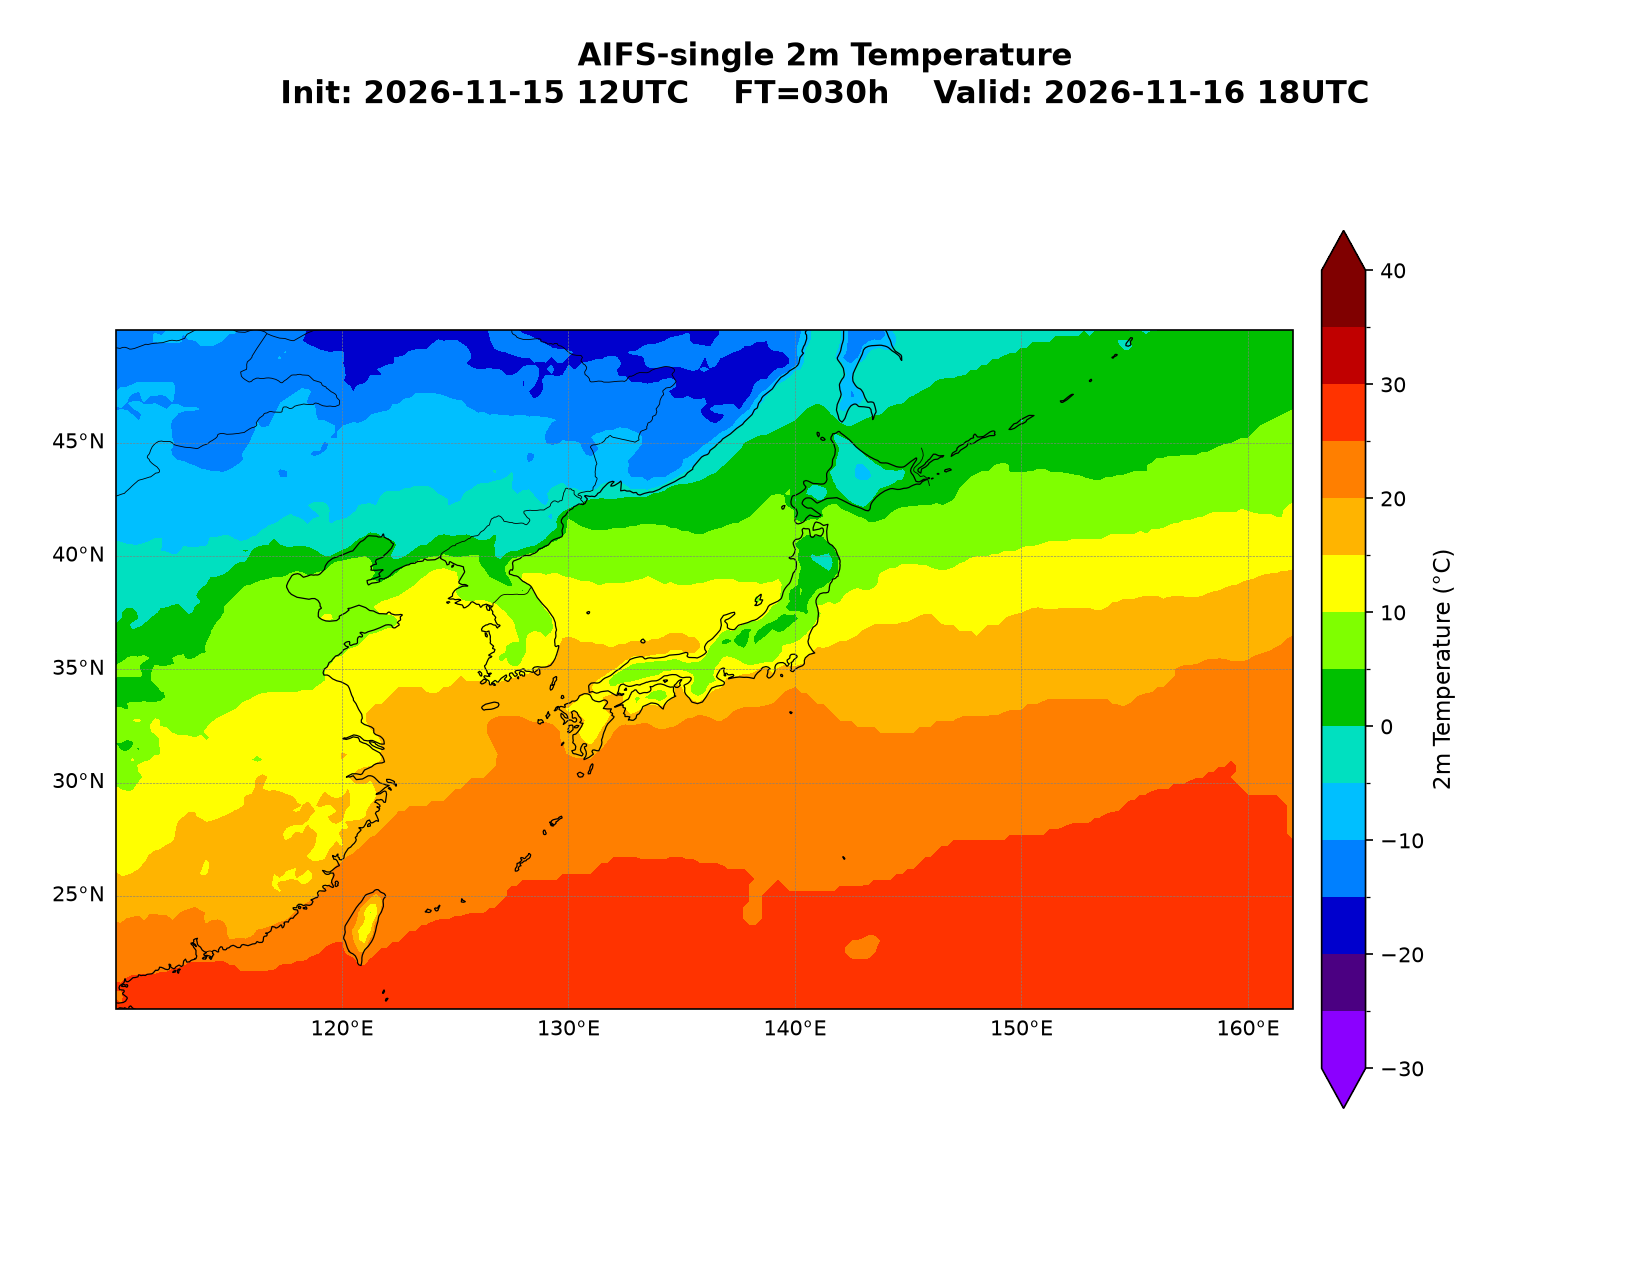 AIFS-single 2m Temperature
Init: 2026-11-15 12UTC    FT=030h    Valid: 2026-11-16 18UTC
45°N
40°N
35°N
30°N
25°N
120°E
130°E
140°E
150°E
160°E
40
30
20
10
0
−10
−20
−30
2m Temperature (°C)